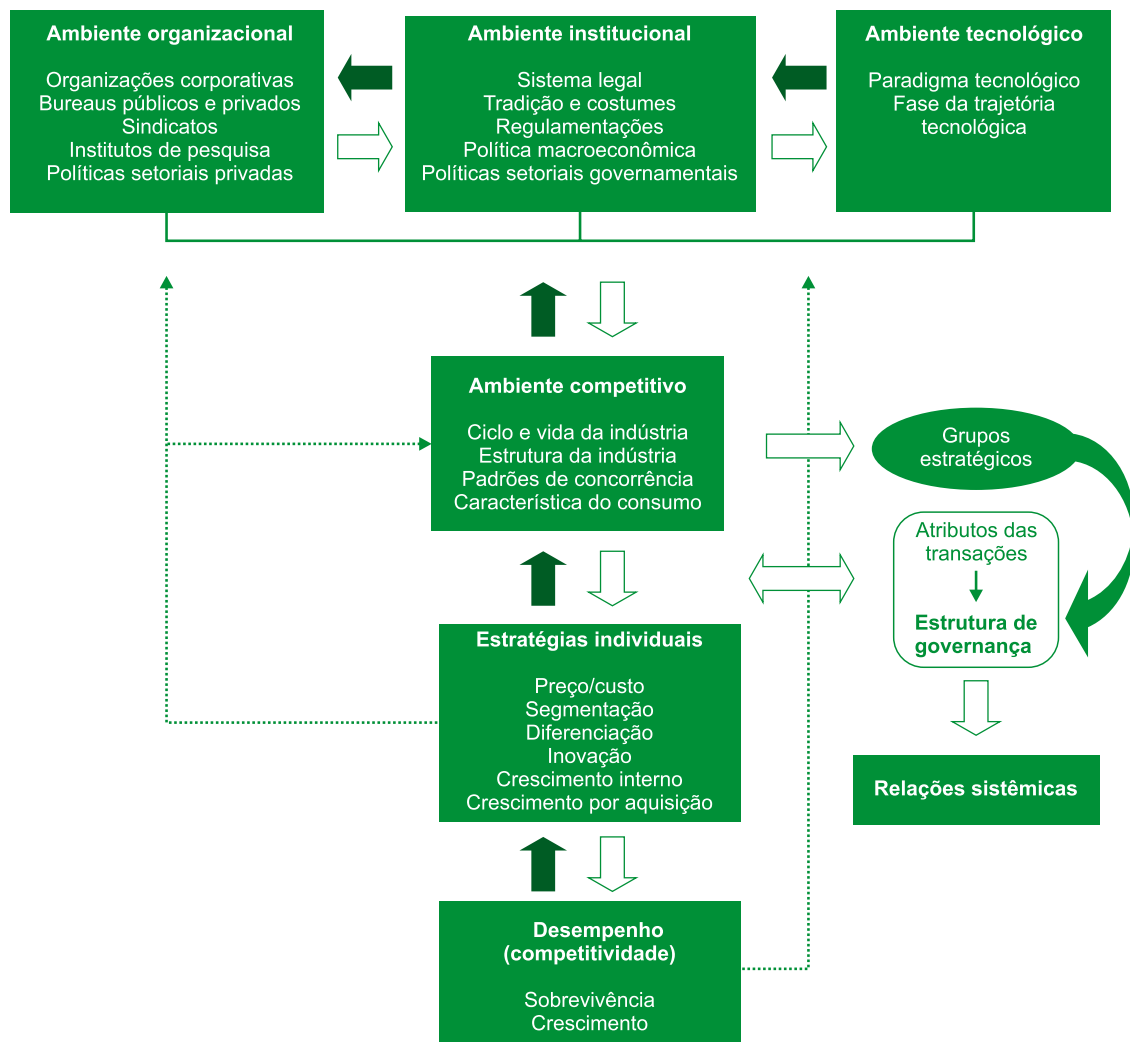 Ambiente organizacional
Organizações corporativas
Bureaus públicos e privados
Sindicatos
Institutos de pesquisa
Políticas setoriais privadas
Ambiente institucional
Sistema legal
Tradição e costumes
Regulamentações
Política macroeconômica
Políticas setoriais governamentais
Ambiente tecnológico
Paradigma tecnológico
Fase da trajetória
tecnológica
Ambiente competitivo
Ciclo e vida da indústria
Estrutura da indústria
Padrões de concorrência
Característica do consumo
Grupos
estratégicos
Atributos das
transações
Estrutura de
governança
Estratégias individuais
Preço/custo
Segmentação
Diferenciação
Inovação
Crescimento interno
Crescimento por aquisição
Relações sistêmicas
Desempenho
(competitividade)
Sobrevivência
Crescimento